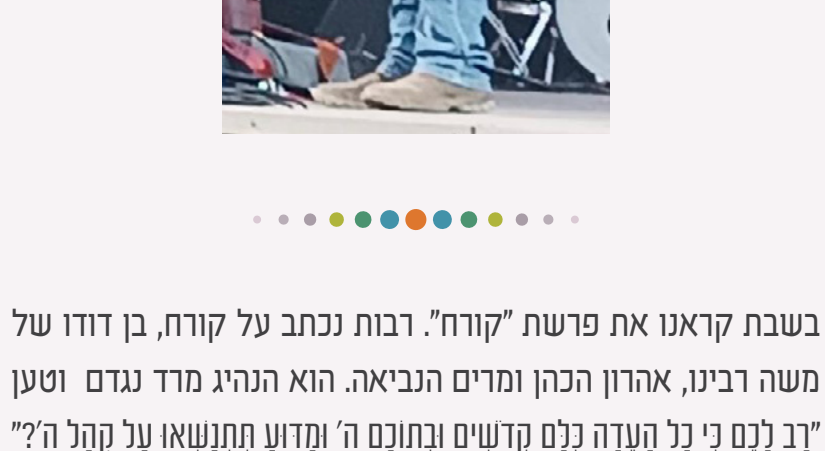 בשבת קראנו את פרשת "קורח". רבות נכתב על קורח, בן דודו של
משה רבינו, אהרון הכהן ומרים הנביאה. הוא הנהיג מרד נגדם וטען
"רַב לָכֶם כִּי כָל הָעֵדָה כֻּלָּם קְדֹשִׁים וּבְתוֹכָם ה' וּמַדּוּעַ תִּתְנַשְּׂאוּ עַל קְהַל ה'?"